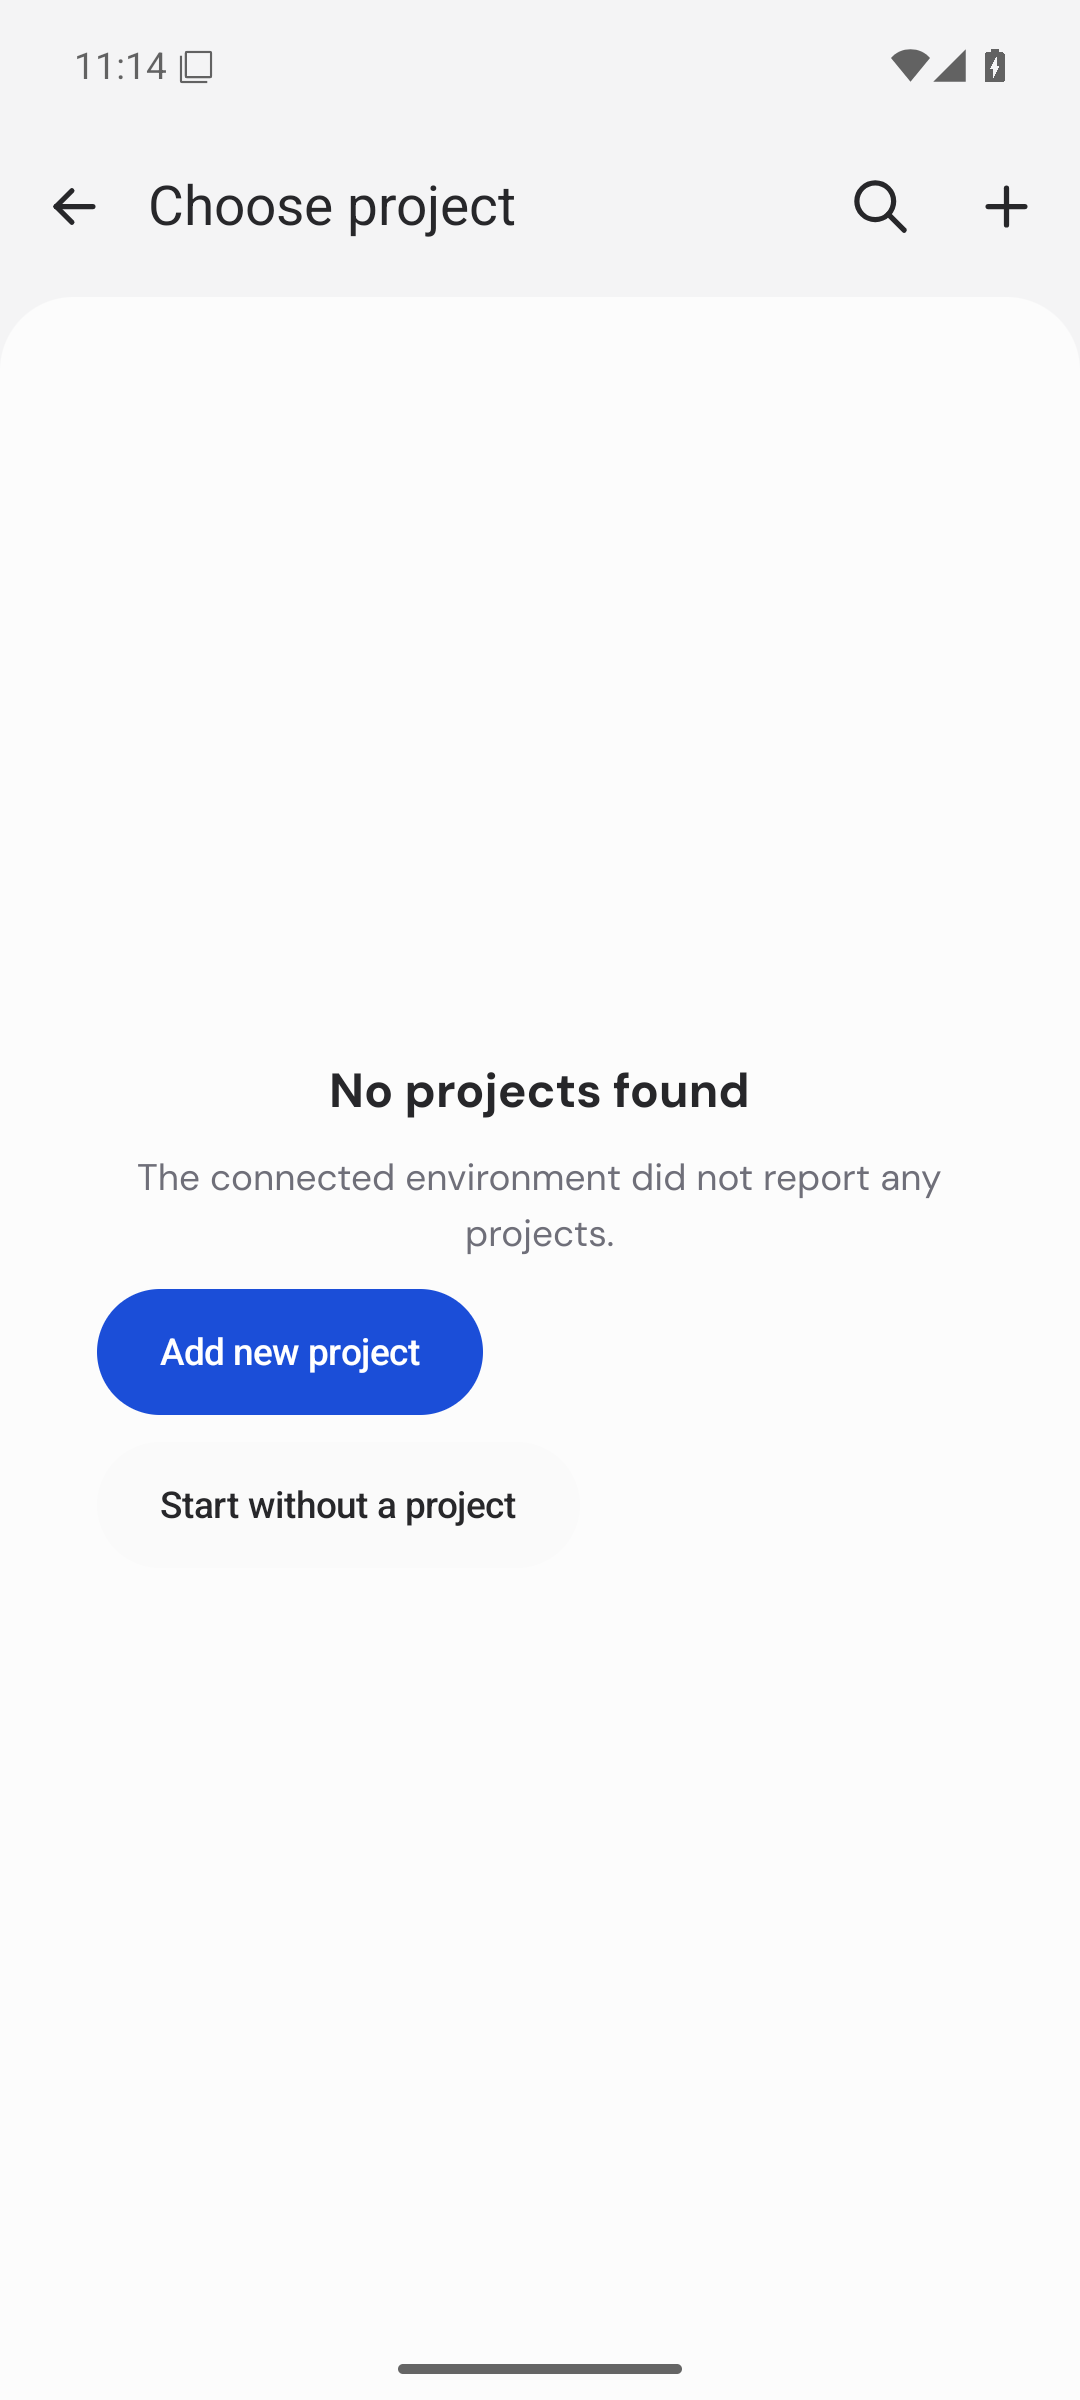 11:14
Choose project
No projects found
The connected environment did not report any
projects.
Add new project
Start without a project